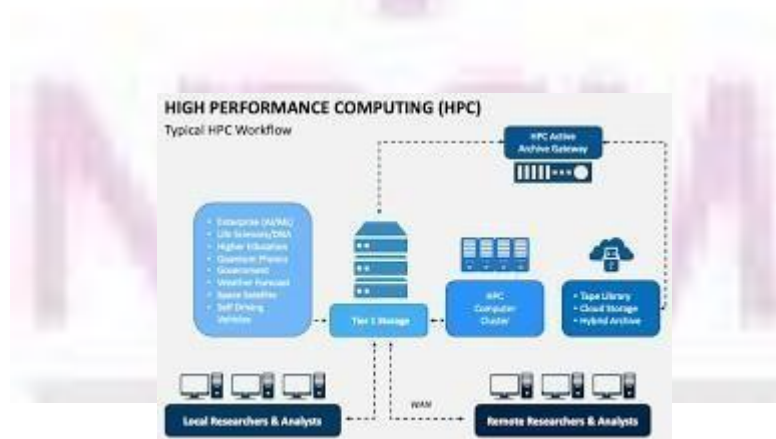 HIGH PERFORMANCE COMPUTING (HPC)
Typical HPC Workflow
HPC Active
Archive Gateway
• Enterprise (AI/ML)
• Life Sciences/DNA
• Higher Education
• Quantum Physics
• Government
• Weather Forecast
• Space Satellite
• Self Driving
Vehicles
Tier 1 Storage
HPC
Computer
Cluster
• Tape Library
• Cloud Storage
• Hybrid Archive
WAN
Local Researchers & Analysts
Remote Researchers & Analysts